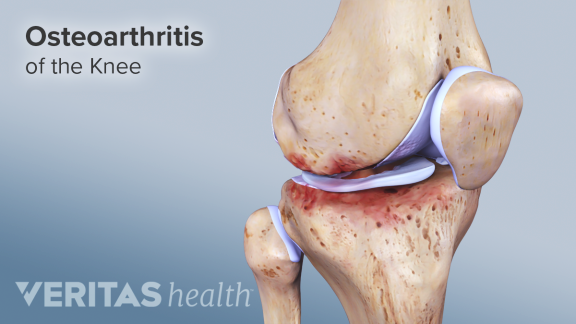 Osteoarthritis
of the Knee
VERITAS health